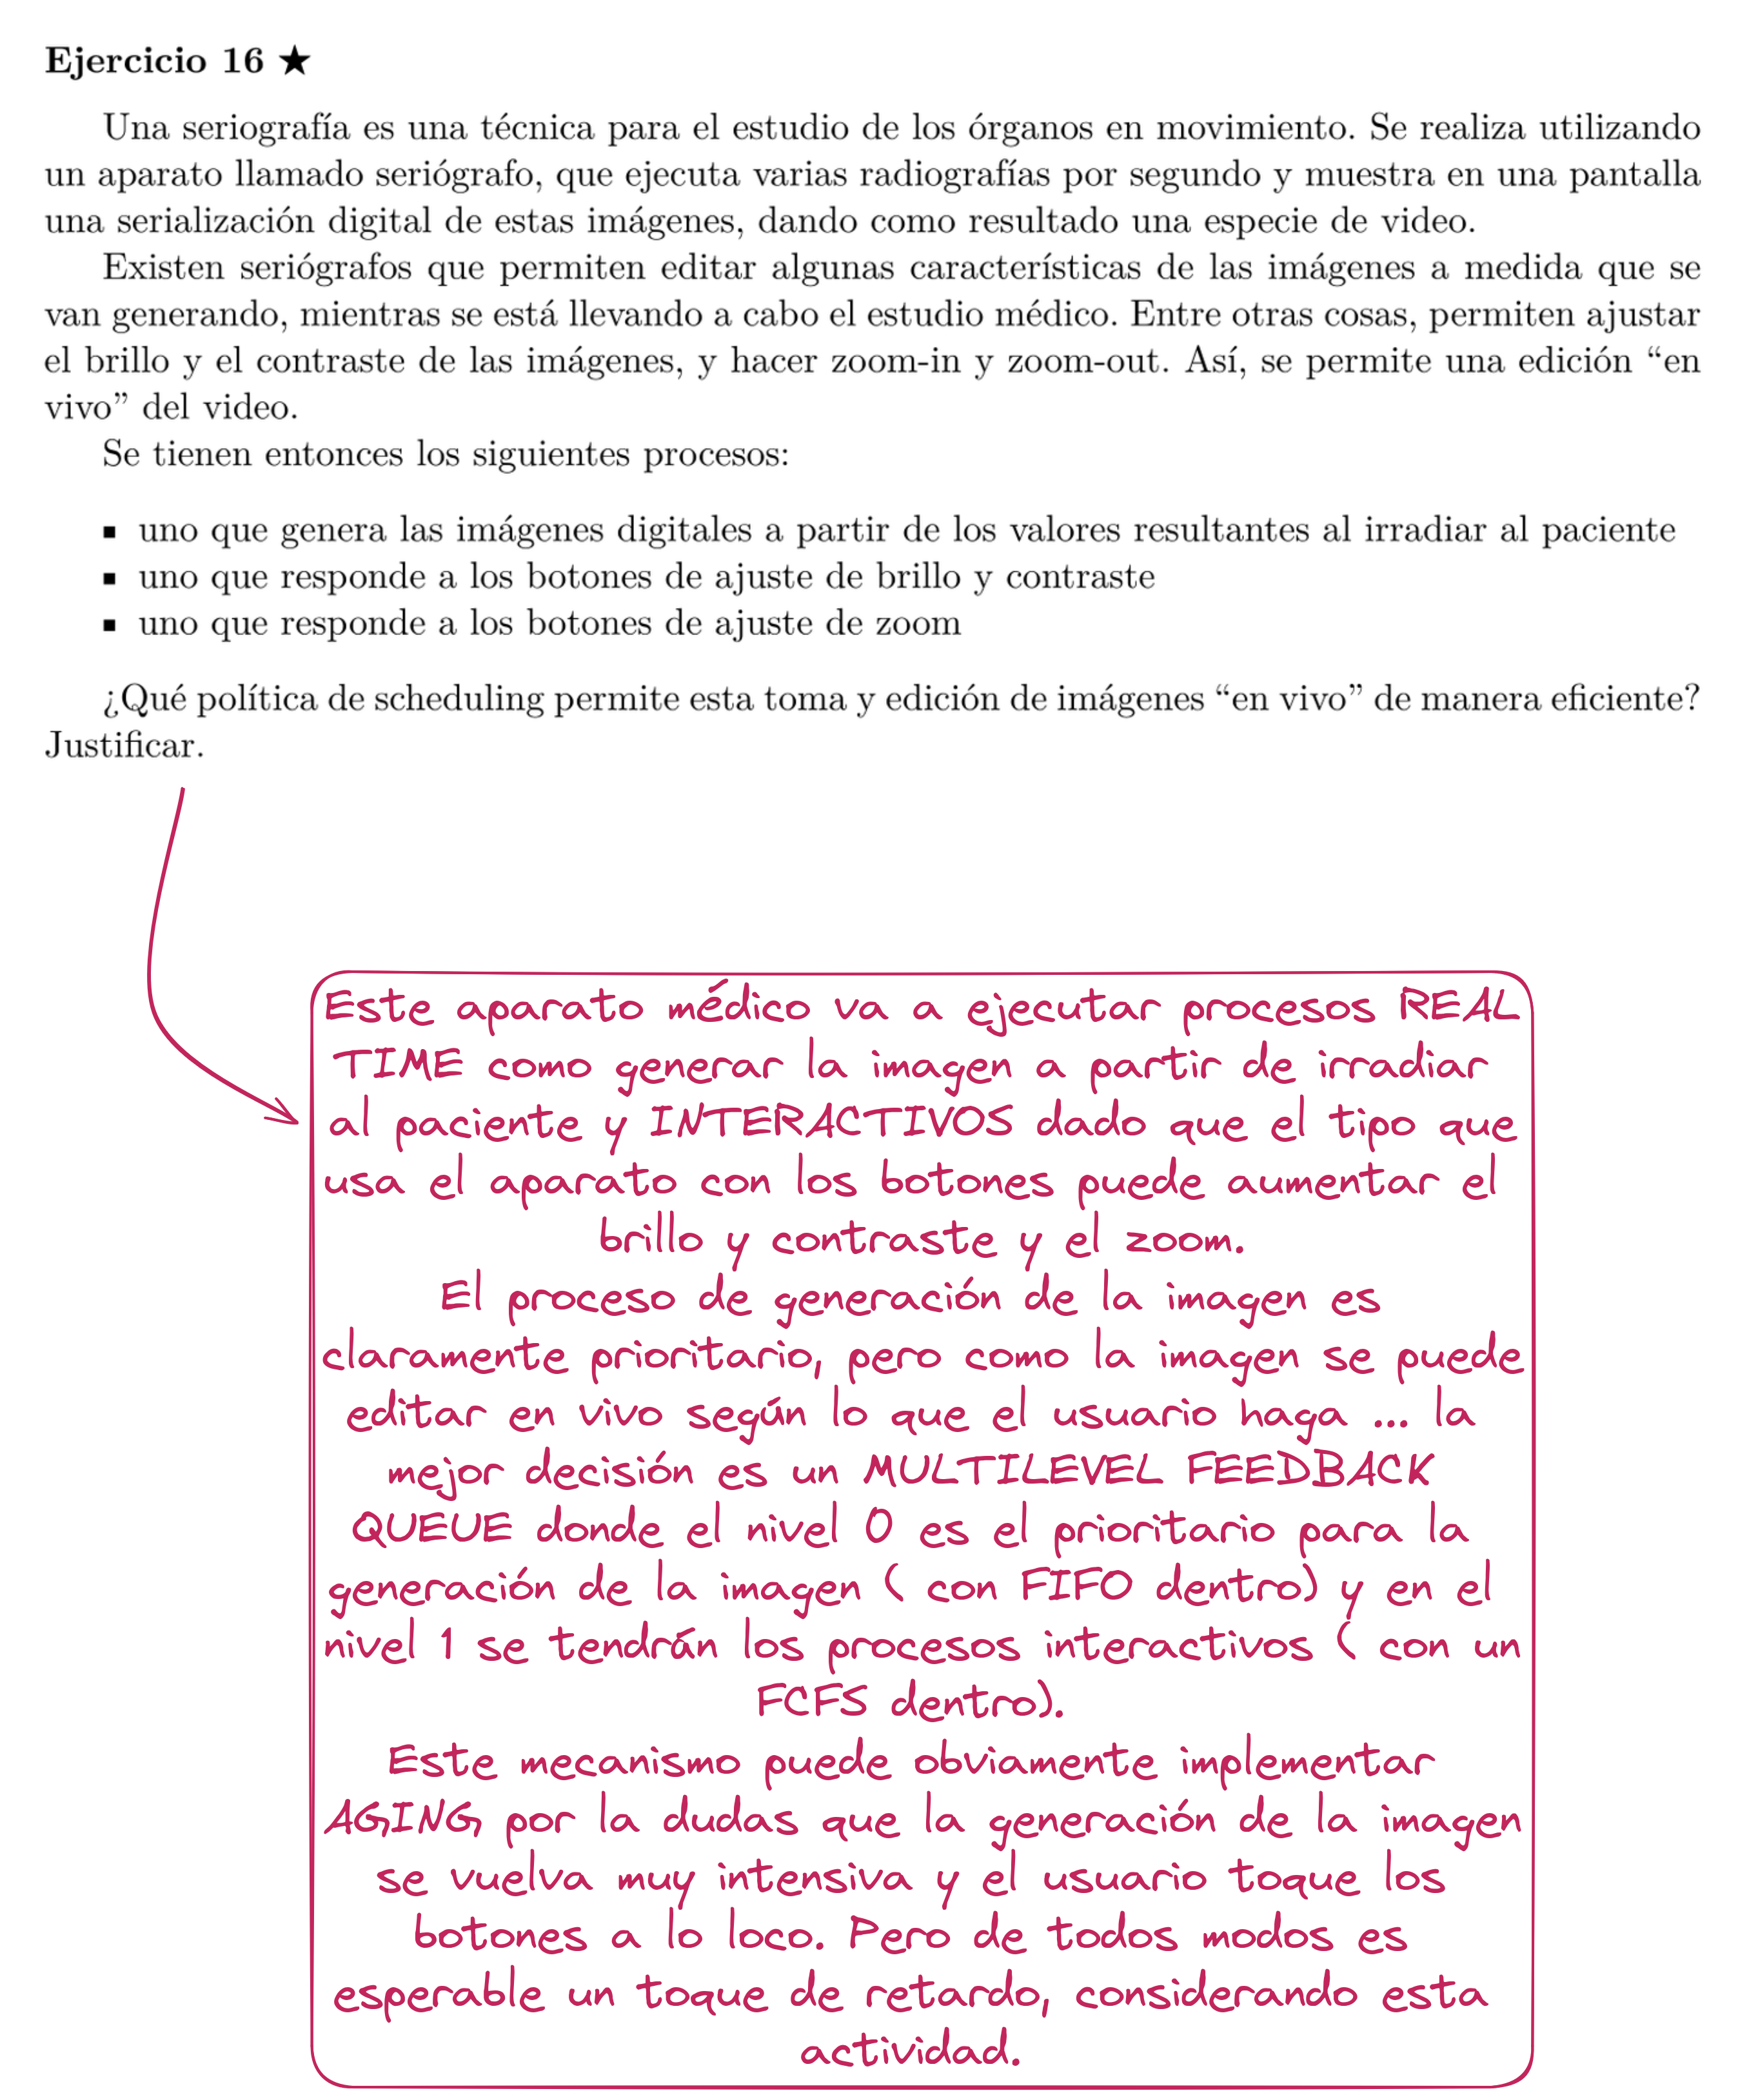 Ejercicio 16 ★
Una seriografía es una técnica para el estudio de los órganos en movimiento. Se realiza utilizando
un aparato llamado seriógrafo, que ejecuta varias radiografías por segundo y muestra en una pantalla
una serialización digital de estas imágenes, dando como resultado una especie de video.
Existen seriógrafos que permiten editar algunas características de las imágenes a medida que se
van generando, mientras se está llevando a cabo el estudio médico. Entre otras cosas, permiten ajustar
el brillo y el contraste de las imágenes, y hacer zoom-in y zoom-out. Así, se permite una edición “en
vivo” del video.
Se tienen entonces los siguientes procesos:
▪ uno que genera las imágenes digitales a partir de los valores resultantes al irradiar al paciente
▪ uno que responde a los botones de ajuste de brillo y contraste
▪ uno que responde a los botones de ajuste de zoom
¿Qué política de scheduling permite esta toma y edición de imágenes “en vivo” de manera eficiente?
Justificar.
Este aparato médico va a ejecutar procesos REAL
TIME como generar la imagen a partir de irradiar
al paciente y INTERACTIVOS dado que el tipo que
usa el aparato con los botones puede aumentar el
brillo y contraste y el zoom.
El proceso de generación de la imagen es
claramente prioritario, pero como la imagen se puede
editar en vivo según lo que el usuario haga ... la
mejor decisión es un MULTILEVEL FEEDBACK
QUEUE donde el nivel 0 es el prioritario para la
generación de la imagen ( con FIFO dentro) y en el
nivel 1 se tendrán los procesos interactivos ( con un
FCFS dentro).
Este mecanismo puede obviamente implementar
AGING por la dudas que la generación de la imagen
se vuelva muy intensiva y el usuario toque los
botones a lo loco. Pero de todos modos es
esperable un toque de retardo, considerando esta
actividad.